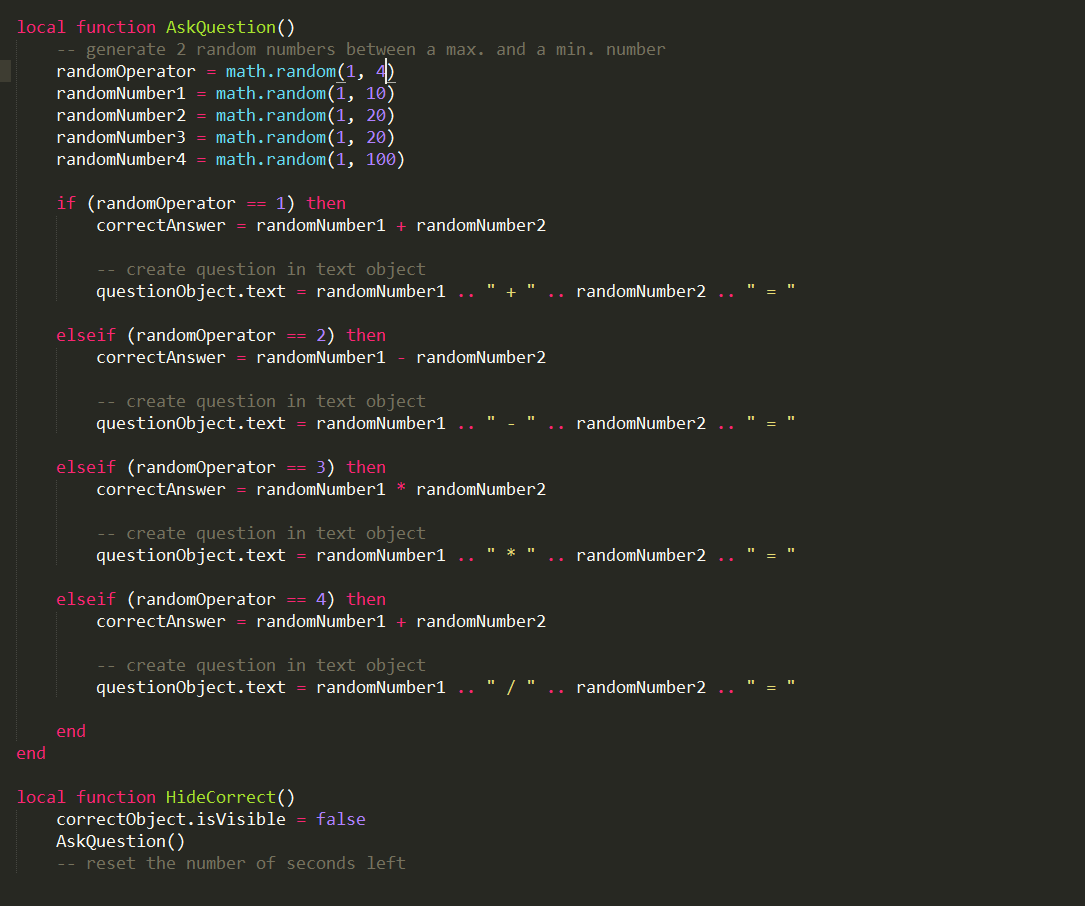 local function AskQuestion()
    -- generate 2 random numbers between a max. and a min. number
    randomOperator = math.random(1, 4)
    randomNumber1 = math.random(1, 10)
    randomNumber2 = math.random(1, 20)
    randomNumber3 = math.random(1, 20)
    randomNumber4 = math.random(1, 100)

    if (randomOperator == 1) then
        correctAnswer = randomNumber1 + randomNumber2

        -- create question in text object
        questionObject.text = randomNumber1 .. " + " .. randomNumber2 .. " = "

    elseif (randomOperator == 2) then
        correctAnswer = randomNumber1 - randomNumber2

        -- create question in text object
        questionObject.text = randomNumber1 .. " - " .. randomNumber2 .. " = "

    elseif (randomOperator == 3) then
        correctAnswer = randomNumber1 * randomNumber2

        -- create question in text object
        questionObject.text = randomNumber1 .. " * " .. randomNumber2 .. " = "

    elseif (randomOperator == 4) then
        correctAnswer = randomNumber1 + randomNumber2

        -- create question in text object
        questionObject.text = randomNumber1 .. " / " .. randomNumber2 .. " = "

    end
end

local function HideCorrect()
    correctObject.isVisible = false
    AskQuestion()
    -- reset the number of seconds left